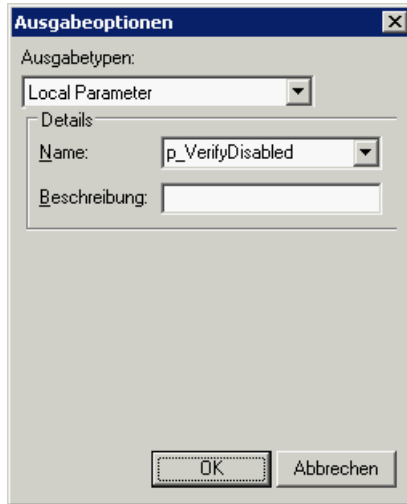 Ausgabeoptionen
Ausgabetypen:
Local Parameter
Details
Name: p_VerifyDisabled
Beschreibung:
OK Abbrechen